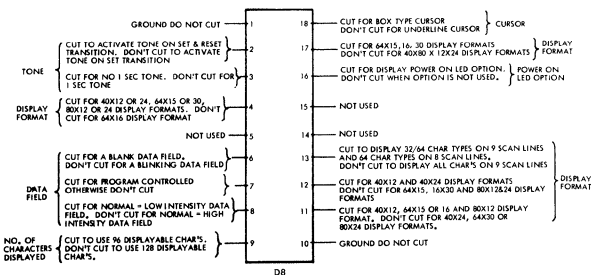 GROUND DO NOT CUT
1
TONE
CUT TO ACTIVATE TONE ON SET & RESET
TRANSITION. DON'T CUT TO ACTIVATE
TONE ON SET TRANSITION
2
CUT FOR NO 1 SEC TONE. DON'T CUT FOR
1 SEC TONE
3
DISPLAY
FORMAT
CUT FOR 40X12 OR 24, 64X15 OR 30,
80X12 OR 24 DISPLAY FORMATS. DON'T
CUT FOR 64X16 DISPLAY FORMAT
4
NOT USED
5
DATA
FIELD
CUT FOR A BLANK DATA FIELD.
DON'T CUT FOR A BLINKING DATA FIELD
6
CUT FOR PROGRAM CONTROLLED
OTHERWISE DON'T CUT
7
CUT FOR NORMAL = LOW INTENSITY DATA
FIELD. DON'T CUT FOR NORMAL = HIGH
INTENSITY DATA FIELD
8
NO. OF
CHARACTERS
DISPLAYED
CUT TO USE 96 DISPLAYABLE CHAR'S.
DON'T CUT TO USE 128 DISPLAYABLE
CHAR'S.
9
18
CUT FOR BOX TYPE CURSOR
DON'T CUT FOR UNDERLINE CURSOR
CURSOR
17
CUT FOR 64X15,16, 30 DISPLAY FORMATS
DON'T CUT FOR 40X80 X 12X24 DISPLAY FORMATS
DISPLAY
FORMAT
16
CUT FOR DISPLAY POWER ON LED OPTION.
DON'T CUT WHEN OPTION IS NOT USED.
POWER ON
LED OPTION
15
NOT USED
14
NOT USED
13
CUT TO DISPLAY 32/64 CHAR TYPES ON 9 SCAN LINES
AND 64 CHAR TYPES ON 8 SCAN LINES.
DON'T CUT TO DISPLAY ALL CHAR'S ON 9 SCAN LINES
12
CUT FOR 40X12 AND 40X24 DISPLAY FORMATS
DON'T CUT FOR 64X15, 16X30 AND 80X12&24 DISPLAY
FORMATS
DISPLAY
FORMAT
11
CUT FOR 40X12, 64X15 OR 16 AND 80X12 DISPLAY
FORMAT. DON'T CUT FOR 40X24, 64X30 OR
80X24 DISPLAY FORMATS.
10
GROUND DO NOT CUT
D8